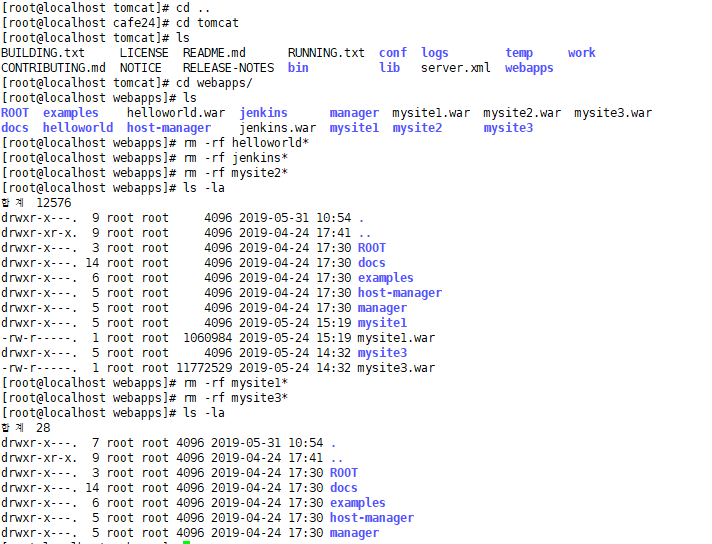 [root@localhost tomcat]# cd ..
[root@localhost cafe24]# cd tomcat
[root@localhost tomcat]# ls
BUILDING.txt     LICENSE  README.md      RUNNING.txt  conf  logs        temp     work
CONTRIBUTING.md  NOTICE   RELEASE-NOTES  bin          lib   server.xml  webapps
[root@localhost tomcat]# cd webapps/
[root@localhost webapps]# ls
ROOT  examples    helloworld.war  jenkins      manager  mysite1.war  mysite2.war  mysite3.war
docs  helloworld  host-manager    jenkins.war  mysite1  mysite2      mysite3
[root@localhost webapps]# rm -rf helloworld*
[root@localhost webapps]# rm -rf jenkins*
[root@localhost webapps]# rm -rf mysite2*
[root@localhost webapps]# ls -la
합계 12576
drwxr-x---.  9 root root     4096 2019-05-31 10:54 .
drwxr-xr-x.  9 root root     4096 2019-04-24 17:41 ..
drwxr-x---.  3 root root     4096 2019-04-24 17:30 ROOT
drwxr-x---. 14 root root     4096 2019-04-24 17:30 docs
drwxr-x---.  6 root root     4096 2019-04-24 17:30 examples
drwxr-x---.  5 root root     4096 2019-04-24 17:30 host-manager
drwxr-x---.  5 root root     4096 2019-04-24 17:30 manager
drwxr-x---.  5 root root     4096 2019-05-24 15:19 mysite1
-rw-r-----.  1 root root  1060984 2019-05-24 15:19 mysite1.war
drwxr-x---.  5 root root     4096 2019-05-24 14:32 mysite3
-rw-r-----.  1 root root 11772529 2019-05-24 14:32 mysite3.war
[root@localhost webapps]# rm -rf mysite1*
[root@localhost webapps]# rm -rf mysite3*
[root@localhost webapps]# ls -la
합계 28
drwxr-x---.  7 root root 4096 2019-05-31 10:54 .
drwxr-xr-x.  9 root root 4096 2019-04-24 17:41 ..
drwxr-x---.  3 root root 4096 2019-04-24 17:30 ROOT
drwxr-x---. 14 root root 4096 2019-04-24 17:30 docs
drwxr-x---.  6 root root 4096 2019-04-24 17:30 examples
drwxr-x---.  5 root root 4096 2019-04-24 17:30 host-manager
drwxr-x---.  5 root root 4096 2019-04-24 17:30 manager